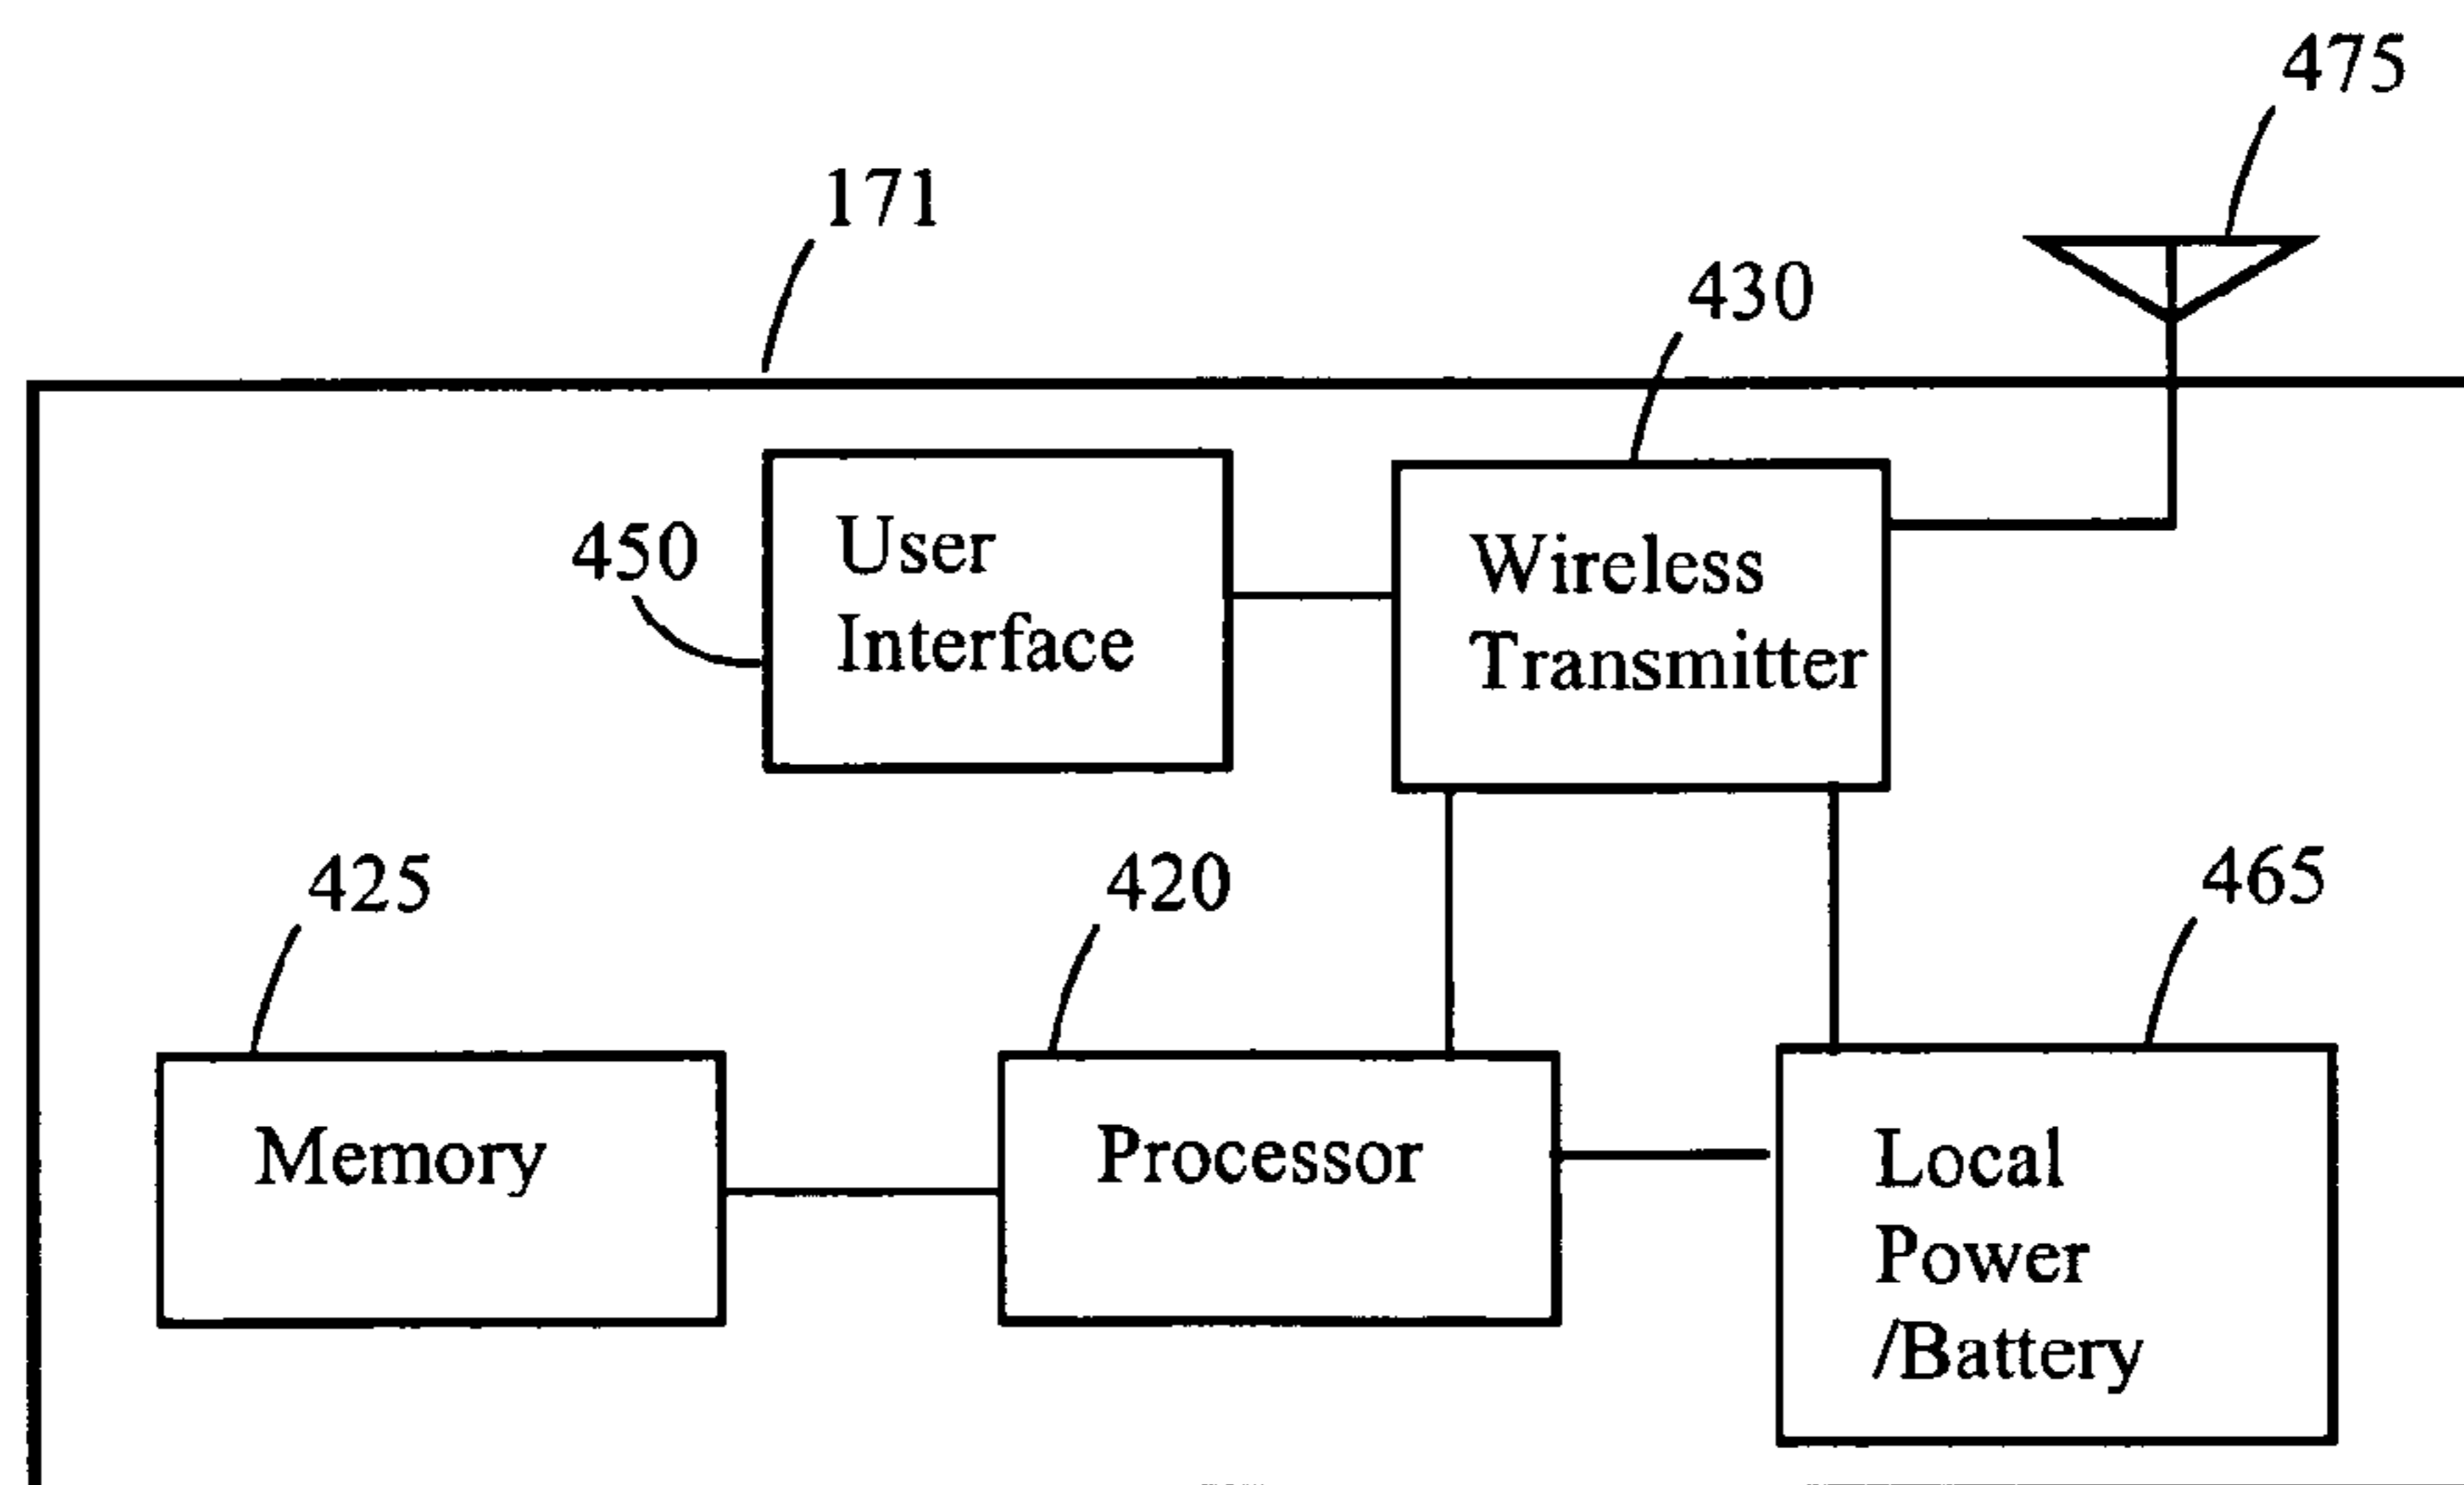 475
171
430
450
User
Interface
Wireless
Transmitter
425
420
465
Memory
Processor
Local
Power
/Battery